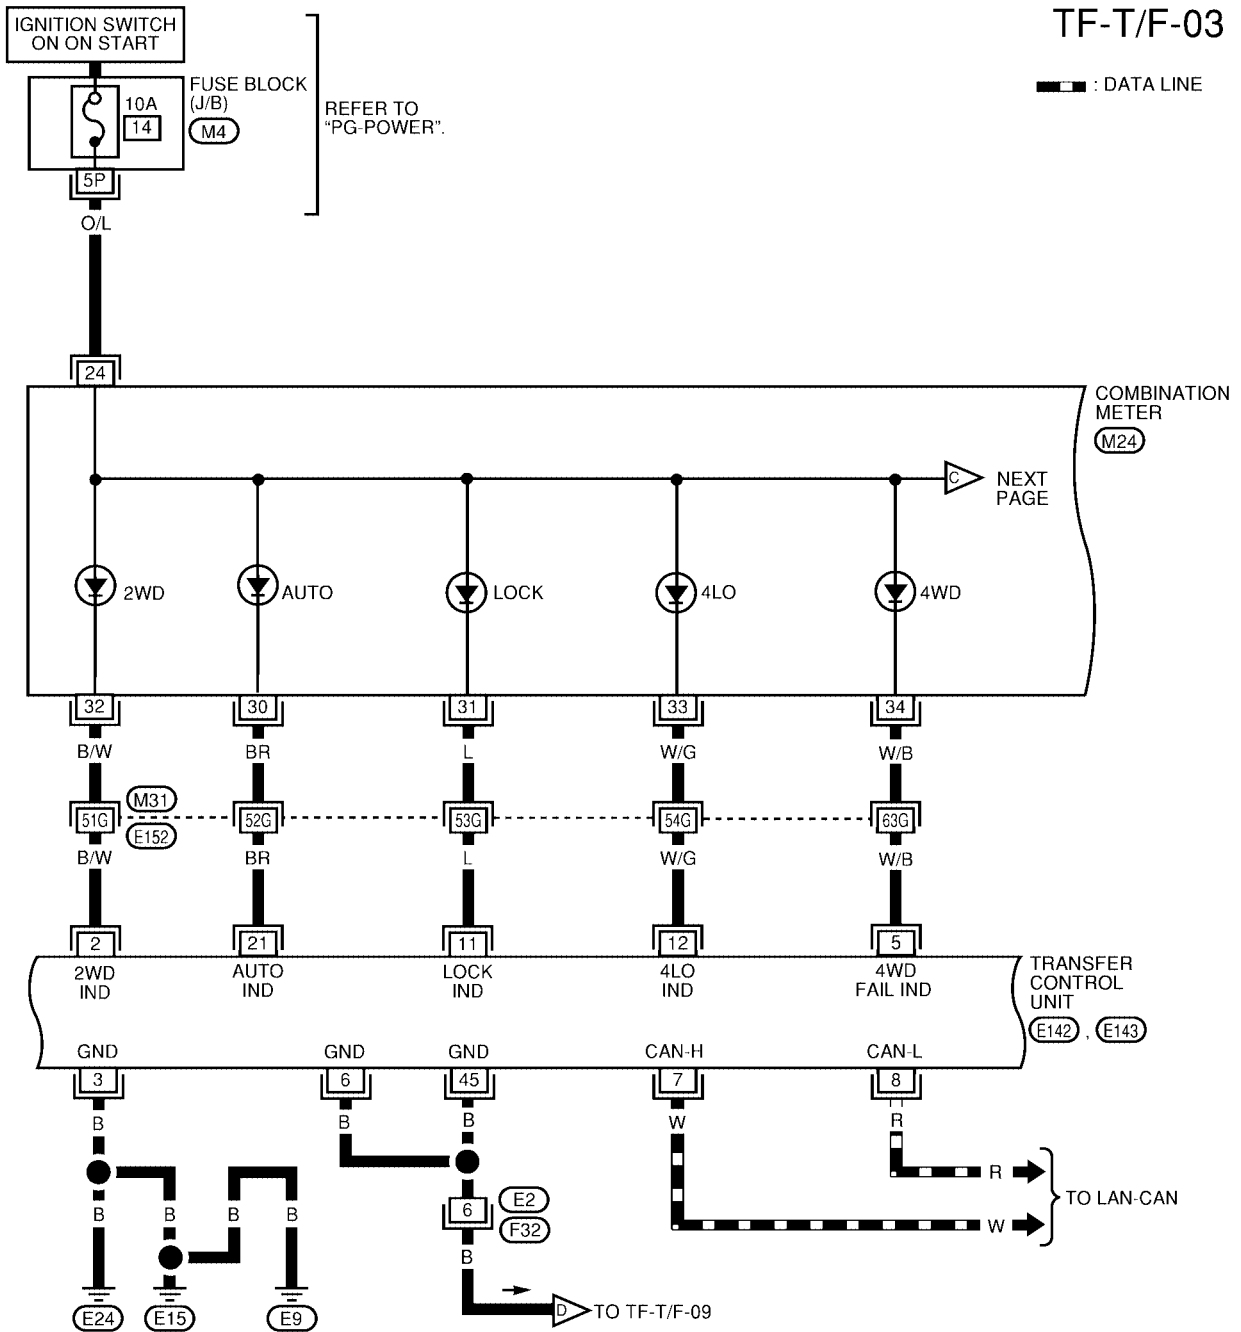 TF-T/F-03
IGNITION SWITCH
ON OR START
: DATA LINE
FUSE BLOCK
(J/B)
M4
10A
14
REFER TO
"PG-POWER".
5P
O/L
24
COMBINATION
METER
M24
C
NEXT
PAGE
2WD
AUTO
LOCK
4LO
4WD
32
30
31
33
34
B/W
BR
L
W/G
W/B
M31
51G
52G
53G
54G
63G
E152
B/W
BR
L
W/G
W/B
2
21
11
12
5
2WD
IND
AUTO
IND
LOCK
IND
4LO
IND
4WD
FAIL IND
TRANSFER
CONTROL
UNIT
E142 , E143
GND
GND
GND
CAN-H
CAN-L
3
6
45
7
8
B
B
B
W
R
R
W
TO LAN-CAN
B
B
B
B
6
E2
F32
B
D
TO TF-T/F-09
E24
E15
E9